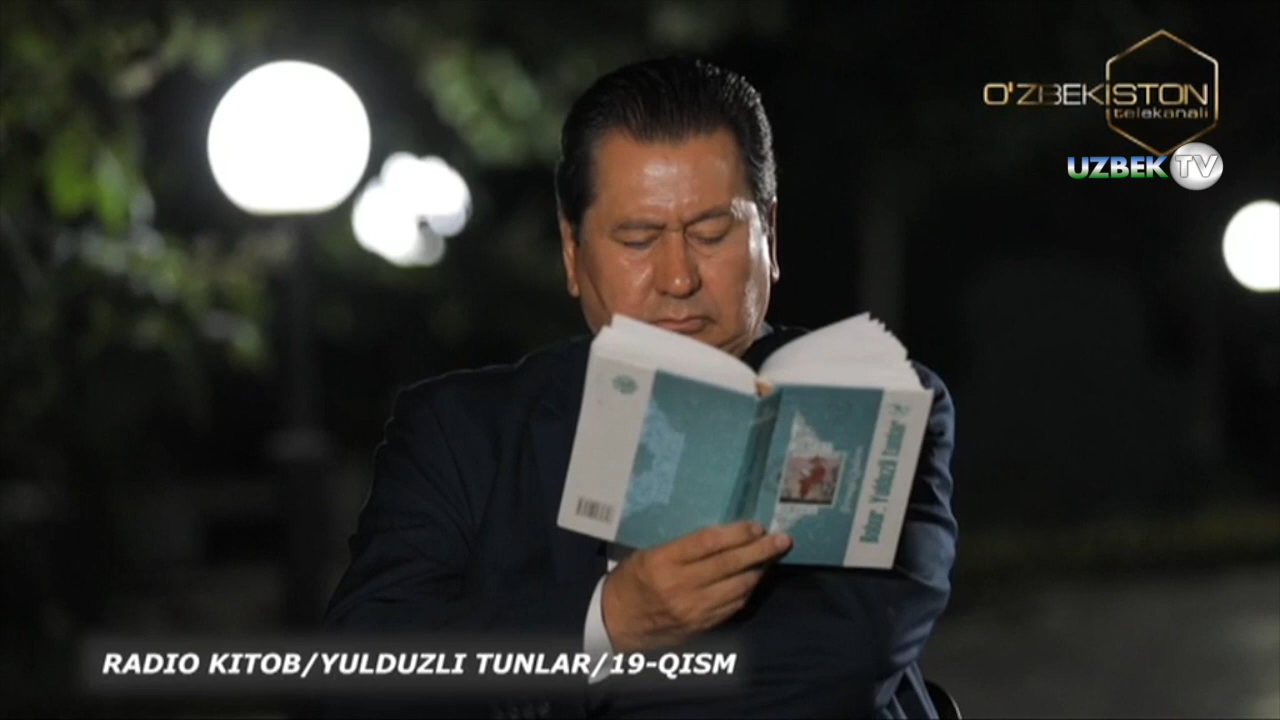 O'ZBEKISTON
telekanali
UZBEK TV
Bobur. Yulduzli tunlar
RADIO KITOB/YULDUZLI TUNLAR/19-QISM